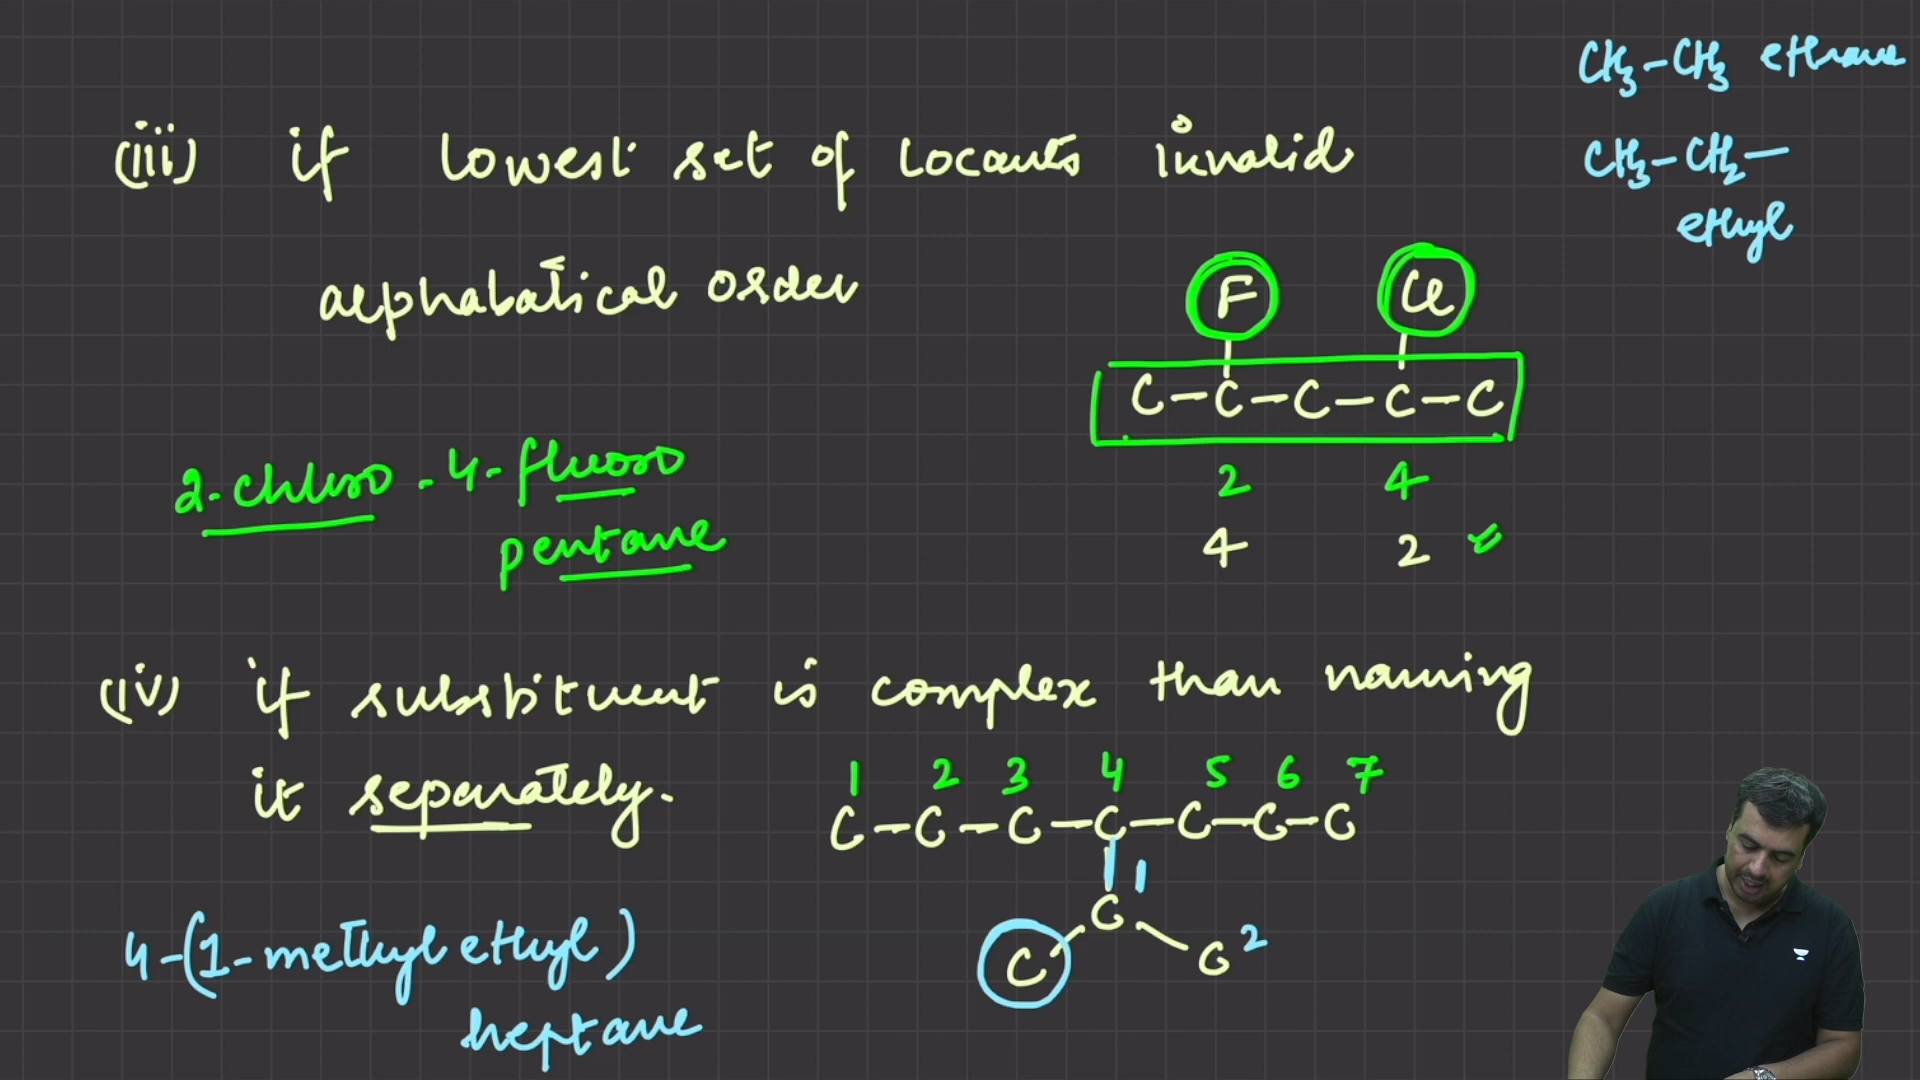 CH3-CH3 ethane
(iii) if lowest set of Locants invalid
CH3-CH2-
ethyl
alphabatical order
F Cl
C-C-C-C-C
2 4
4 2
2-chloro-4-fluoro
pentane
(iv) if substituent is complex than naming
it separately.
1 2 3 4 5 6 7
C-C-C-C-C-C-C
1
C
C C 2
4-(1-methyl ethyl)
heptane